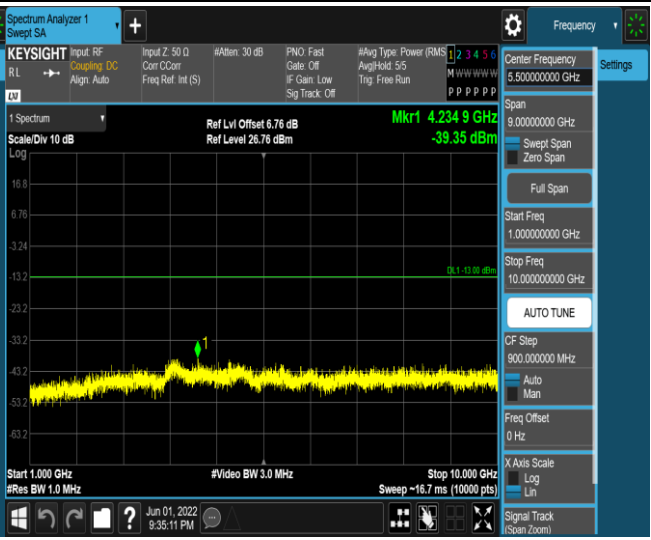 Spectrum Analyzer 1
Swept SA
Frequency
KEYSIGHT
RL
Input: RF
Coupling: DC
Align: Auto
Input Z: 50 Ω
Corr CCorr
Freq Ref: Int (S)
#Atten: 30 dB
PNO: Fast
Gate: Off
IF Gain: Low
Sig Track: Off
#Avg Type: Power (RMS
Avg|Hold: 5/5
Trig: Free Run
1 2 3 4 5 6
M W W W W W
P P P P P P
LXI
1 Spectrum
Scale/Div 10 dB
Log
Ref Lvl Offset 6.76 dB
Ref Level 26.76 dBm
Mkr1 4.234 9 GHz
-39.35 dBm
16.8
6.76
-3.24
-13.2
-23.2
-33.2
-43.2
-53.2
-63.2
DL1 -13.00 dBm
1
Start 1.000 GHz
#Res BW 1.0 MHz
#Video BW 3.0 MHz
Stop 10.000 GHz
Sweep ~16.7 ms (10000 pts)
Jun 01, 2022
9:35:11 PM
Settings
Center Frequency
5.500000000 GHz
Span
9.00000000 GHz
Swept Span
Zero Span
Full Span
Start Freq
1.000000000 GHz
Stop Freq
10.000000000 GHz
AUTO TUNE
CF Step
900.000000 MHz
Auto
Man
Freq Offset
0 Hz
X Axis Scale
Log
Lin
Signal Track
(Span Zoom)